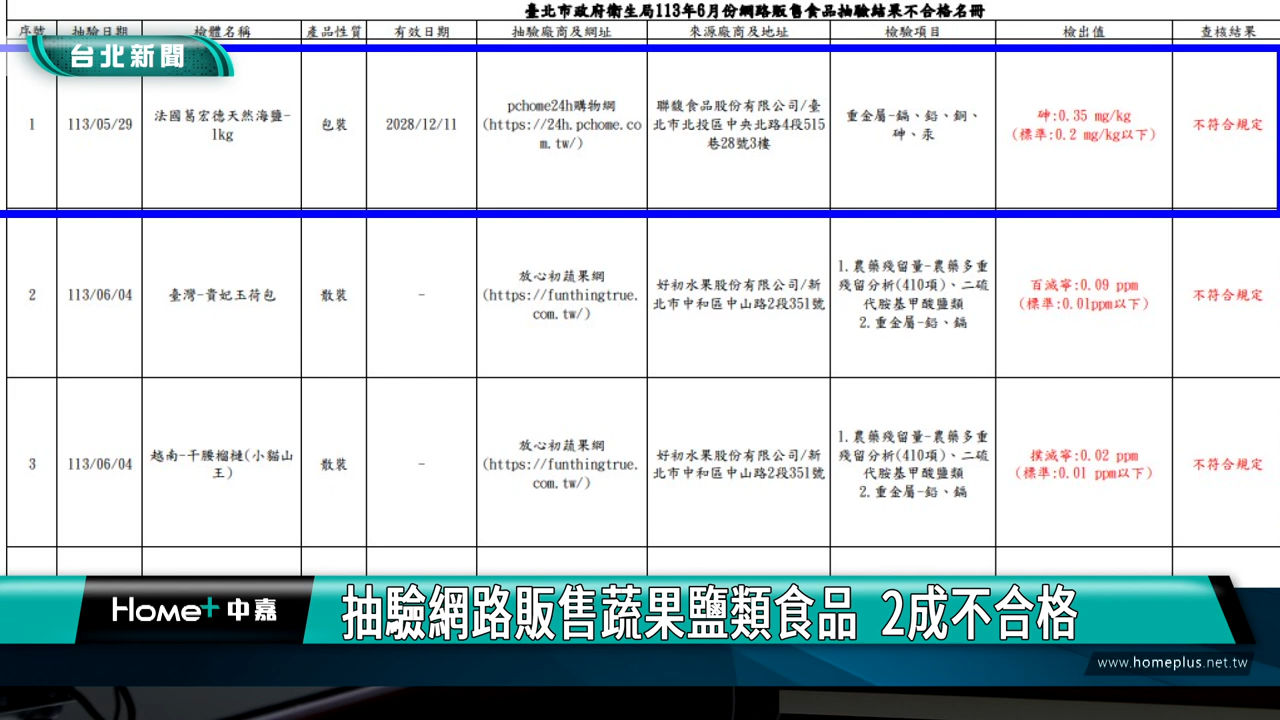 臺北市政府衛生局113年6月份網路販售食品抽驗結果不合格名冊
序號 抽驗日期 檢體名稱 產品性質 有效日期 抽驗廠商及網址 來源廠商及地址 檢驗項目 檢出值 查核結果
台北新聞
1
113/05/29
法國葛宏德天然海鹽-
1kg
包裝
2028/12/11
pchome24h購物網
(https://24h.pchome.co
m.tw/)
聯馥食品股份有限公司/臺
北市北投區中央北路4段515
巷28號3樓
重金屬-鎘、鉛、銅、
砷、汞
砷:0.35 mg/kg
(標準:0.2 mg/kg以下)
不符合規定
2
113/06/04
臺灣-貴妃玉荷包
散裝
-
放心初蔬果網
(https://funthingtrue.
com.tw/)
好初水果股份有限公司/新
北市中和區中山路2段351號
1.農藥殘留量-農藥多重
殘留分析(410項)、二硫
代胺基甲酸鹽類
2.重金屬-鉛、鎘
百滅寧:0.09 ppm
(標準:0.01ppm以下)
不符合規定
3
113/06/04
越南-干腰榴槤(小貓山
王)
散裝
-
放心初蔬果網
(https://funthingtrue.
com.tw/)
好初水果股份有限公司/新
北市中和區中山路2段351號
1.農藥殘留量-農藥多重
殘留分析(410項)、二硫
代胺基甲酸鹽類
2.重金屬-鉛、鎘
撲滅寧:0.02 ppm
(標準:0.01 ppm以下)
不符合規定
Home+中嘉
抽驗網路販售蔬果鹽類食品 2成不合格
www.homeplus.net.tw